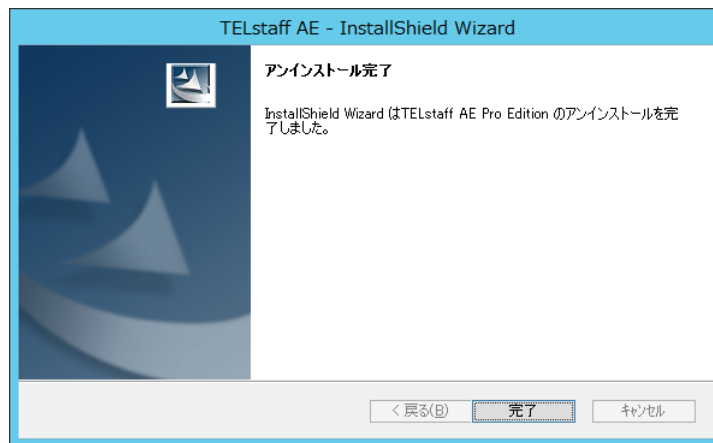 TELstaff AE - InstallShield Wizard
アンインストール完了
InstallShield Wizard はTELstaff AE Pro Edition のアンインストールを完
了しました。
< 戻る(B)
完了
キャンセル